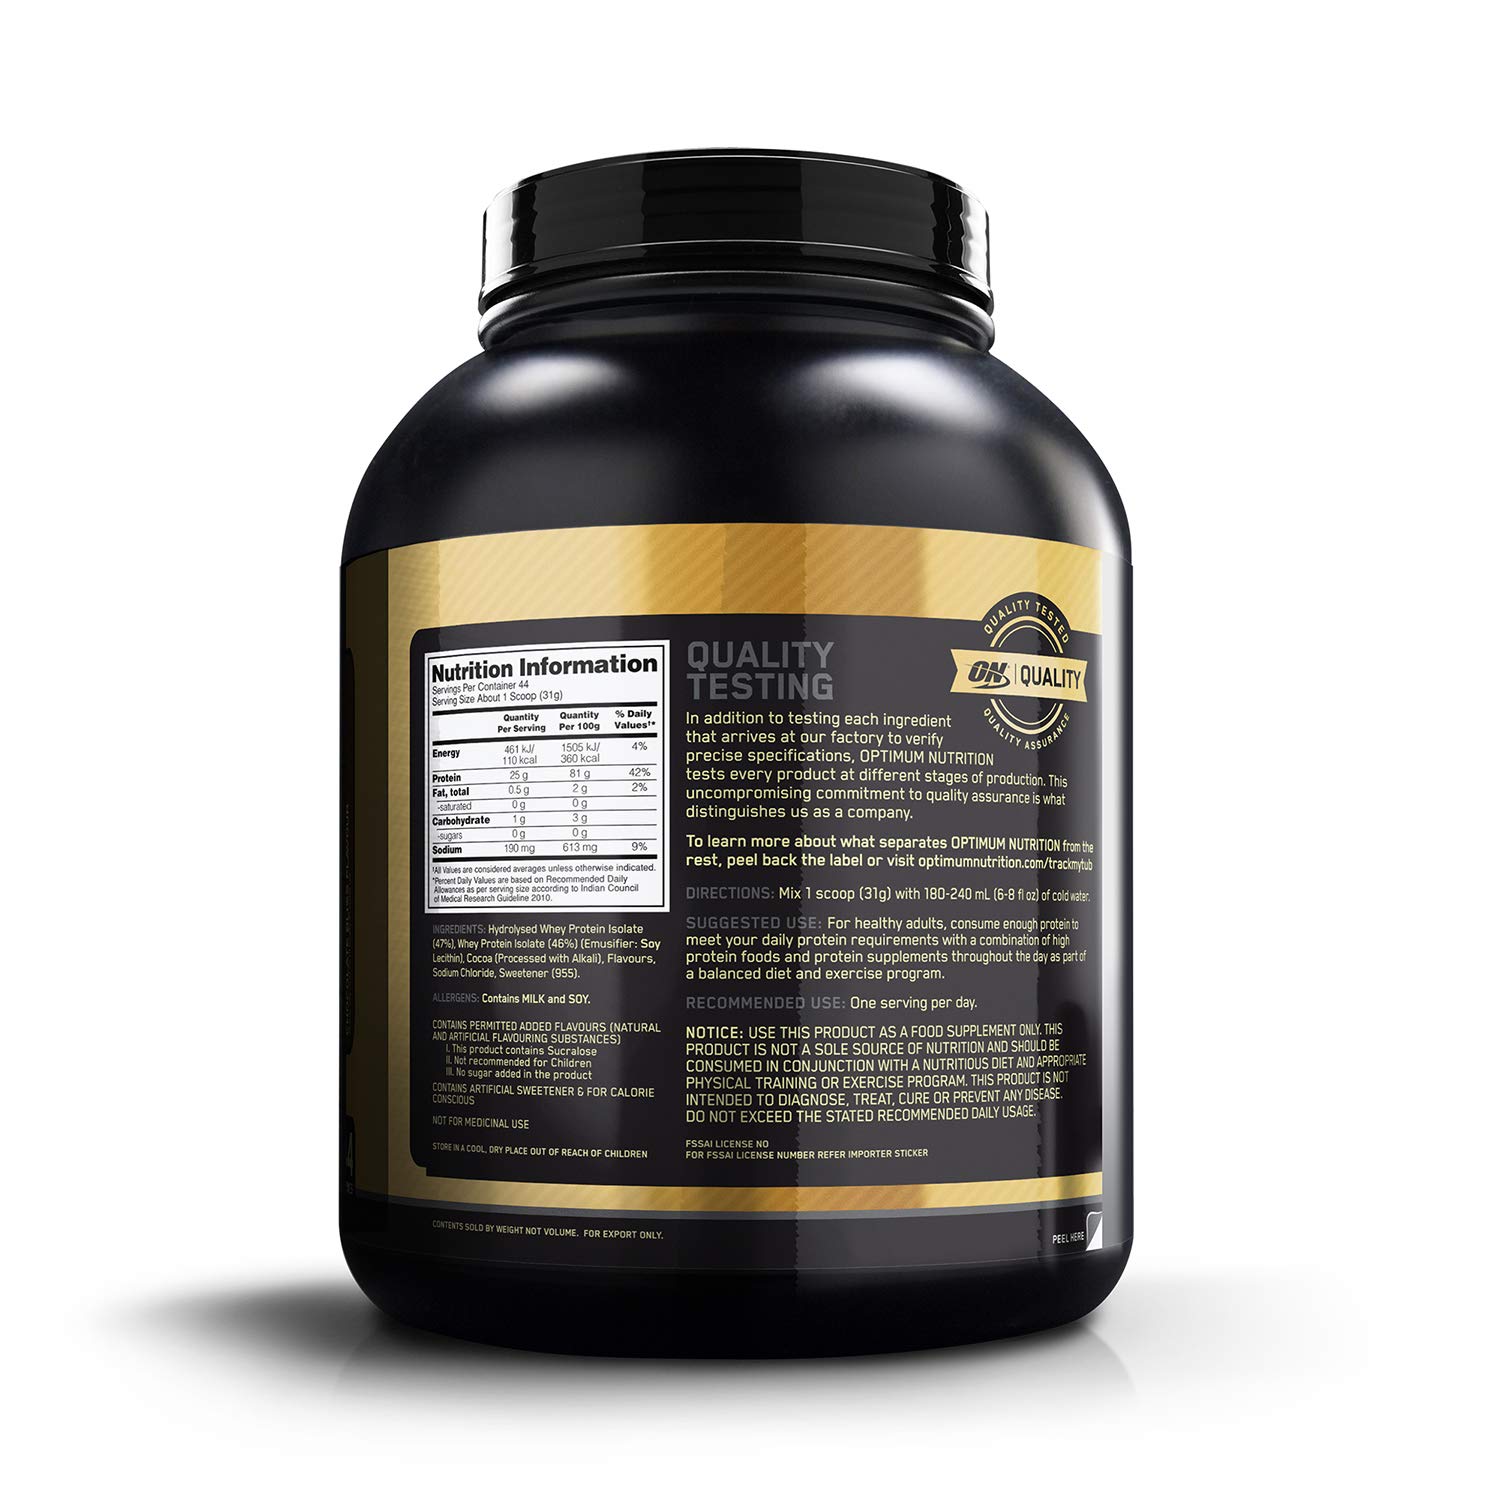 Nutrition Information
Servings Per Container 44
Serving Size About 1 Scoop (31g)
Quantity Per Serving Quantity Per 100g % Daily Values†*
Energy 461 kJ/ 110 kcal 1505 kJ/ 360 kcal 4%
Protein 25 g 81 g 42%
Fat, total 0.5 g 2 g 2%
-saturated 0 g 0 g
Carbohydrate 1 g 3 g
-sugars 0 g 0 g
Sodium 190 mg 613 mg 9%
†All Values are considered averages unless otherwise indicated.
*Percent Daily Values are based on Recommended Daily
Allowances as per serving size according to Indian Council
of Medical Research Guideline 2010.
INGREDIENTS: Hydrolysed Whey Protein Isolate
(47%), Whey Protein Isolate (46%) (Emusifier: Soy
Lecithin), Cocoa (Processed with Alkali), Flavours,
Sodium Chloride, Sweetener (955).
ALLERGENS: Contains MILK and SOY.
CONTAINS PERMITTED ADDED FLAVOURS (NATURAL
AND ARTIFICIAL FLAVOURING SUBSTANCES)
I. This product contains Sucralose
II. Not recommended for Children
III. No sugar added in the product
CONTAINS ARTIFICIAL SWEETENER & FOR CALORIE
CONSCIOUS
NOT FOR MEDICINAL USE
STORE IN A COOL, DRY PLACE OUT OF REACH OF CHILDREN
QUALITY
TESTING
In addition to testing each ingredient
that arrives at our factory to verify
precise specifications, OPTIMUM NUTRITION
tests every product at different stages of production. This
uncompromising commitment to quality assurance is what
distinguishes us as a company.
To learn more about what separates OPTIMUM NUTRITION from the
rest, peel back the label or visit optimumnutrition.com/trackmytub
DIRECTIONS: Mix 1 scoop (31g) with 180-240 mL (6-8 fl oz) of cold water.
SUGGESTED USE: For healthy adults, consume enough protein to
meet your daily protein requirements with a combination of high
protein foods and protein supplements throughout the day as part of
a balanced diet and exercise program.
RECOMMENDED USE: One serving per day.
NOTICE: USE THIS PRODUCT AS A FOOD SUPPLEMENT ONLY. THIS
PRODUCT IS NOT A SOLE SOURCE OF NUTRITION AND SHOULD BE
CONSUMED IN CONJUNCTION WITH A NUTRITIOUS DIET AND APPROPRIATE
PHYSICAL TRAINING OR EXERCISE PROGRAM. THIS PRODUCT IS NOT
INTENDED TO DIAGNOSE, TREAT, CURE OR PREVENT ANY DISEASE.
DO NOT EXCEED THE STATED RECOMMENDED DAILY USAGE.
FSSAI LICENSE NO
FOR FSSAI LICENSE NUMBER REFER IMPORTER STICKER
QUALITY TESTED
ON QUALITY
QUALITY ASSURANCE
CONTENTS SOLD BY WEIGHT NOT VOLUME. FOR EXPORT ONLY.
PEEL HERE